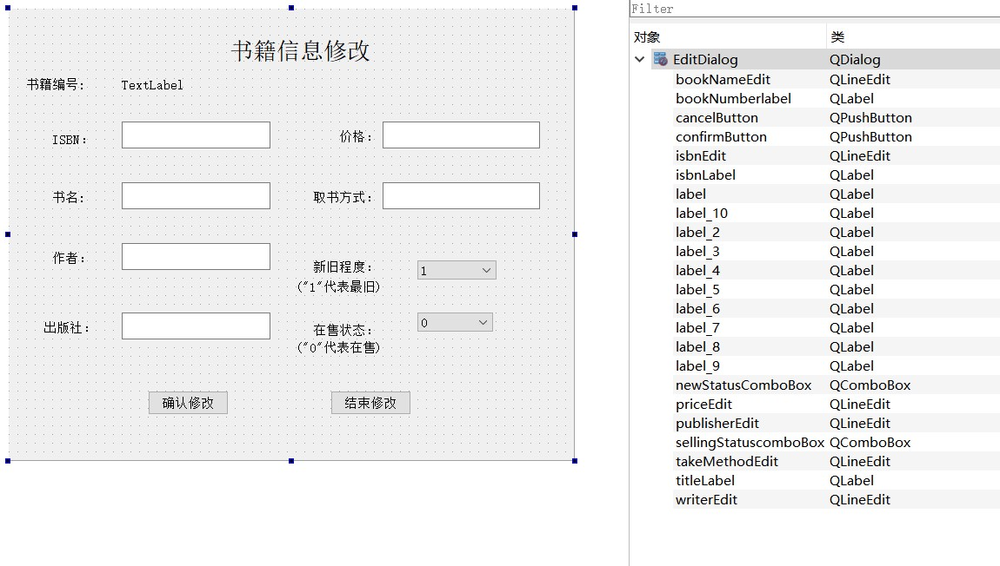 书籍信息修改
书籍编号：
TextLabel
ISBN：
价格：
书名：
取书方式：
作者：
新旧程度：
("1"代表最旧)
1
出版社：
在售状态：
("0"代表在售)
0
确认修改
结束修改
Filter
对象 类
EditDialog QDialog
bookNameEdit QLineEdit
bookNumberlabel QLabel
cancelButton QPushButton
confirmButton QPushButton
isbnEdit QLineEdit
isbnLabel QLabel
label QLabel
label_10 QLabel
label_2 QLabel
label_3 QLabel
label_4 QLabel
label_5 QLabel
label_6 QLabel
label_7 QLabel
label_8 QLabel
label_9 QLabel
newStatusComboBox QComboBox
priceEdit QLineEdit
publisherEdit QLineEdit
sellingStatuscomboBox QComboBox
takeMethodEdit QLineEdit
titleLabel QLabel
writerEdit QLineEdit